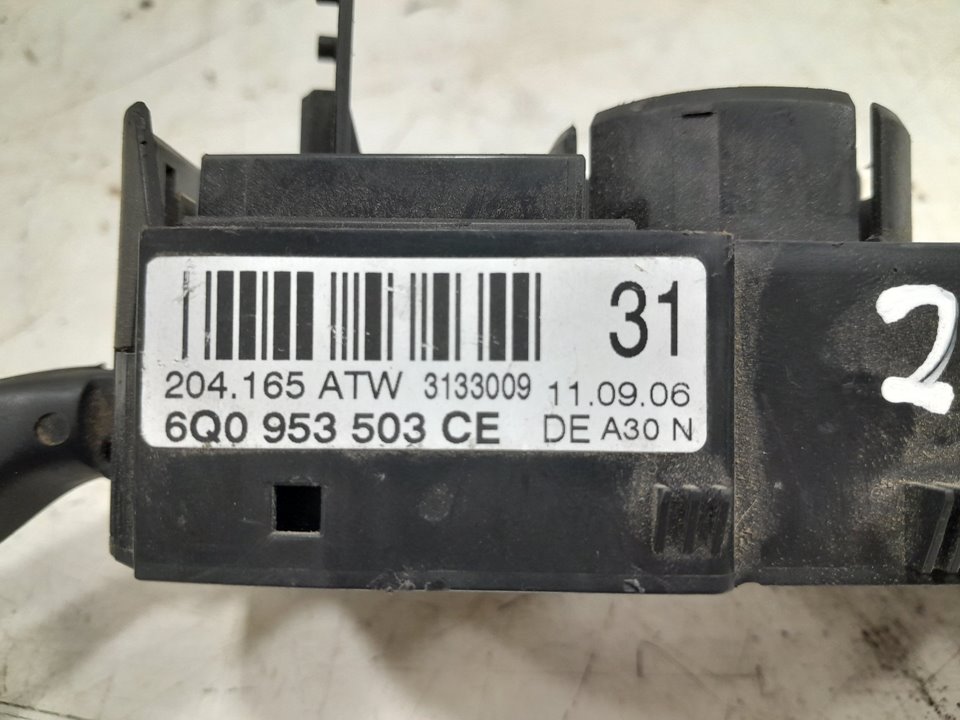 31
204.165 ATW 3133009 11.09.06
6Q0 953 503 CE DE A30 N
2